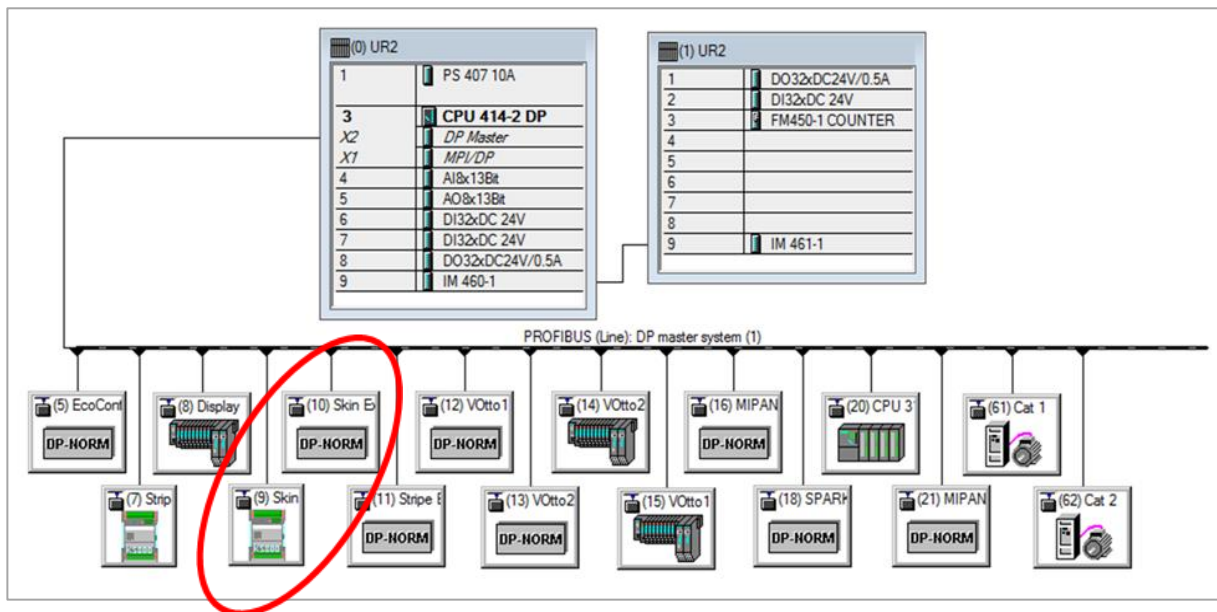 (0) UR2
1 PS 407 10A
3 CPU 414-2 DP
X2 DP Master
X1 MPI/DP
4 AI8x13Bit
5 AO8x13Bit
6 DI32xDC 24V
7 DI32xDC 24V
8 DO32xDC24V/0.5A
9 IM 460-1
(1) UR2
1 DO32xDC24V/0.5A
2 DI32xDC 24V
3 FM450-1 COUNTER
4
5
6
7
8
9 IM 461-1
PROFIBUS (Line): DP master system (1)
(5) EcoCont
DP-NORM
(8) Display
(10) Skin Ex
DP-NORM
(12) VOtto1
DP-NORM
(14) VOtto2
(16) MIPAN
DP-NORM
(20) CPU 31
(61) Cat 1
(7) Strip
(9) Skin
(11) Stripe E
DP-NORM
(13) VOtto2
DP-NORM
(15) VOtto1
(18) SPARK
DP-NORM
(21) MIPAN
DP-NORM
(62) Cat 2